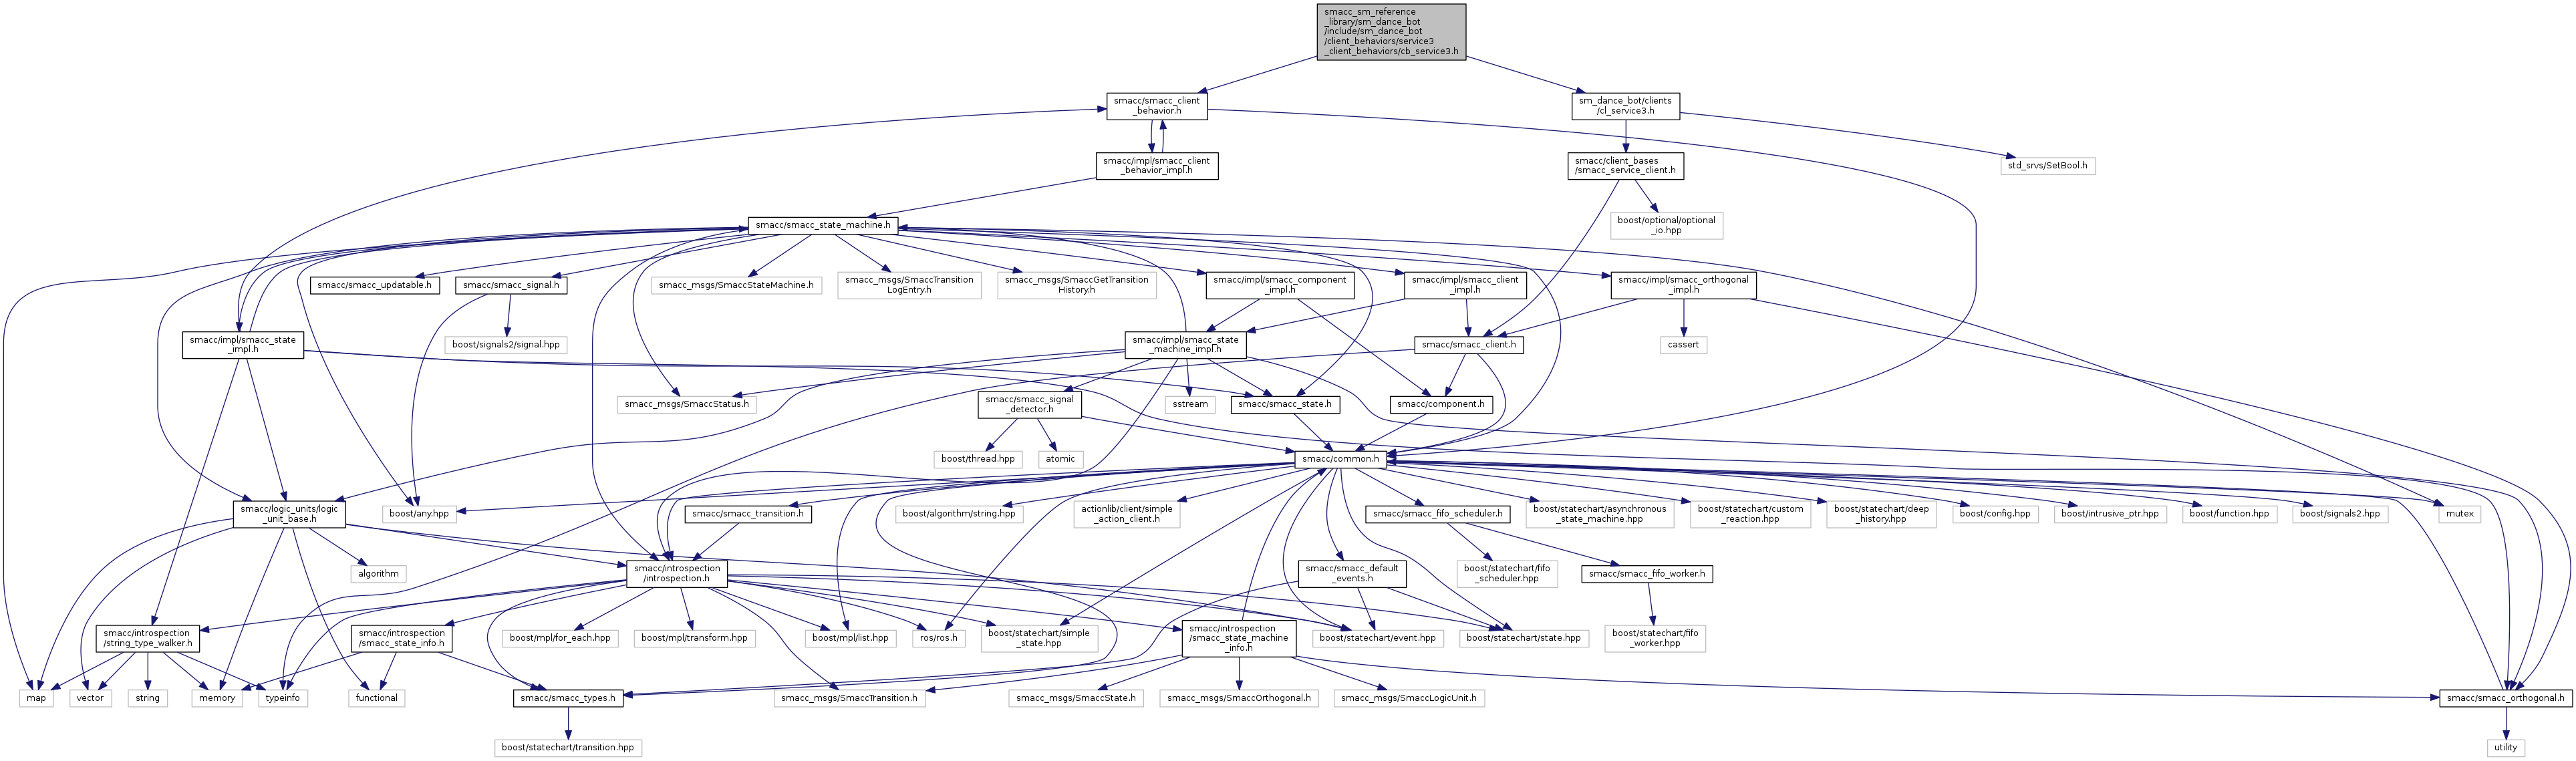 smacc_sm_reference
_library/sm_dance_bot
/include/sm_dance_bot
/client_behaviors/service3
_client_behaviors/cb_service3.h
smacc/smacc_client
_behavior.h
sm_dance_bot/clients
/cl_service3.h
smacc/impl/smacc_client
_behavior_impl.h
smacc/client_bases
/smacc_service_client.h
std_srvs/SetBool.h
smacc/smacc_state_machine.h
boost/optional/optional
_io.hpp
smacc/smacc_updatable.h
smacc/smacc_signal.h
smacc_msgs/SmaccStateMachine.h
smacc_msgs/SmaccTransition
LogEntry.h
smacc_msgs/SmaccGetTransition
History.h
smacc/impl/smacc_component
_impl.h
smacc/impl/smacc_client
_impl.h
smacc/impl/smacc_orthogonal
_impl.h
smacc/impl/smacc_state
_impl.h
boost/signals2/signal.hpp
smacc/impl/smacc_state
_machine_impl.h
smacc/smacc_client.h
cassert
smacc_msgs/SmaccStatus.h
smacc/smacc_signal
_detector.h
sstream
smacc/smacc_state.h
smacc/component.h
boost/thread.hpp
atomic
smacc/common.h
smacc/logic_units/logic
_unit_base.h
boost/any.hpp
smacc/smacc_transition.h
boost/algorithm/string.hpp
actionlib/client/simple
_action_client.h
smacc/smacc_fifo_scheduler.h
boost/statechart/asynchronous
_state_machine.hpp
boost/statechart/custom
_reaction.hpp
boost/statechart/deep
_history.hpp
boost/config.hpp
boost/intrusive_ptr.hpp
boost/function.hpp
boost/signals2.hpp
mutex
algorithm
smacc/introspection
/introspection.h
smacc/smacc_default
_events.h
boost/statechart/fifo
_scheduler.hpp
smacc/smacc_fifo_worker.h
smacc/introspection
/string_type_walker.h
smacc/introspection
/smacc_state_info.h
boost/mpl/for_each.hpp
boost/mpl/transform.hpp
boost/mpl/list.hpp
ros/ros.h
boost/statechart/simple
_state.hpp
smacc/introspection
/smacc_state_machine
_info.h
boost/statechart/event.hpp
boost/statechart/state.hpp
boost/statechart/fifo
_worker.hpp
map
vector
string
memory
typeinfo
functional
smacc/smacc_types.h
smacc_msgs/SmaccTransition.h
smacc_msgs/SmaccState.h
smacc_msgs/SmaccOrthogonal.h
smacc_msgs/SmaccLogicUnit.h
smacc/smacc_orthogonal.h
boost/statechart/transition.hpp
utility